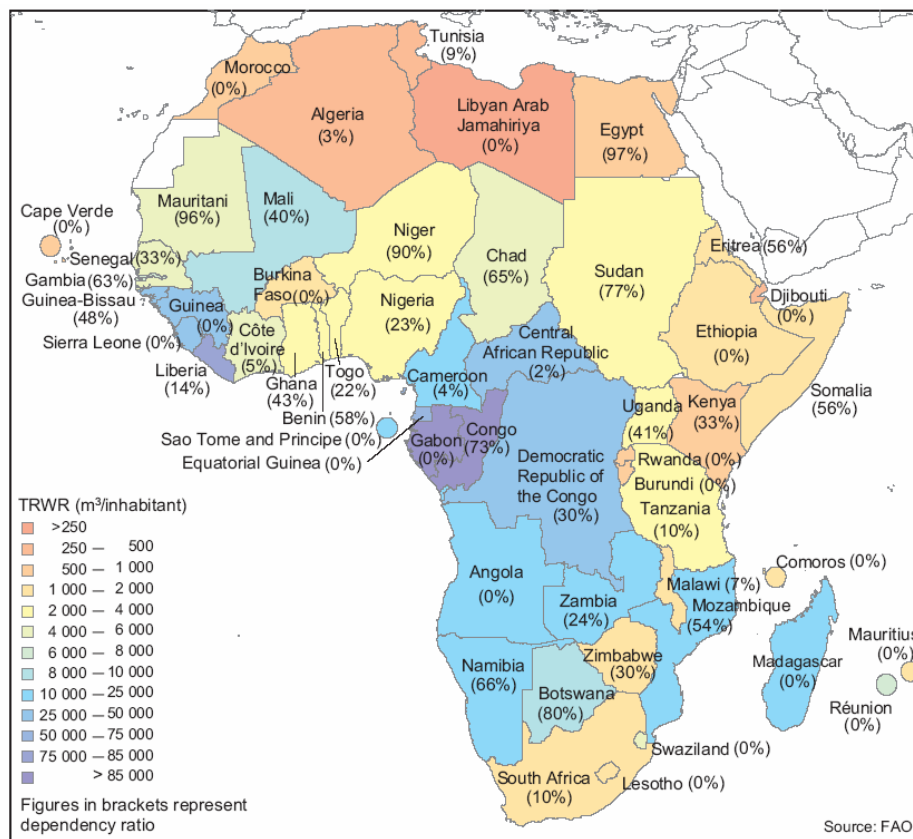 Tunisia
(9%)
Morocco
(0%)
Algeria
(3%)
Libyan Arab
Jamahiriya
(0%)
Egypt
(97%)
Mauritani
(96%)
Mali
(40%)
Cape Verde
(0%)
Niger
(90%)
Chad
(65%)
Sudan
(77%)
Eritrea (56%)
Senegal (33%)
Gambia (63%)
Guinea-Bissau
(48%)
Burkina
Faso (0%)
Nigeria
(23%)
Djibouti
(0%)
Guinea
(0%)
Ethiopia
(0%)
Sierra Leone (0%)
Côte
d'Ivoire
(5%)
Central
African Republic
(2%)
Liberia
(14%)
Ghana
(43%)
Togo
(22%)
Benin (58%)
Cameroon
(4%)
Somalia
(56%)
Sao Tome and Principe (0%)
Equatorial Guinea (0%)
Gabon
(0%)
Congo
(73%)
Uganda
(41%)
Kenya
(33%)
Democratic
Republic of
the Congo
(30%)
Rwanda (0%)
Burundi (0%)
Tanzania
(10%)
Comoros (0%)
Angola
(0%)
Zambia
(24%)
Malawi (7%)
Mozambique
(54%)
Mauritius
(0%)
Madagascar
(0%)
Réunion
(0%)
Namibia
(66%)
Zimbabwe
(30%)
Botswana
(80%)
Swaziland (0%)
South Africa
(10%)
Lesotho (0%)
TRWR (m³/inhabitant)
>250
250 — 500
500 — 1 000
1 000 — 2 000
2 000 — 4 000
4 000 — 6 000
6 000 — 8 000
8 000 — 10 000
10 000 — 25 000
25 000 — 50 000
50 000 — 75 000
75 000 — 85 000
> 85 000
Figures in brackets represent
dependency ratio
Source: FAO